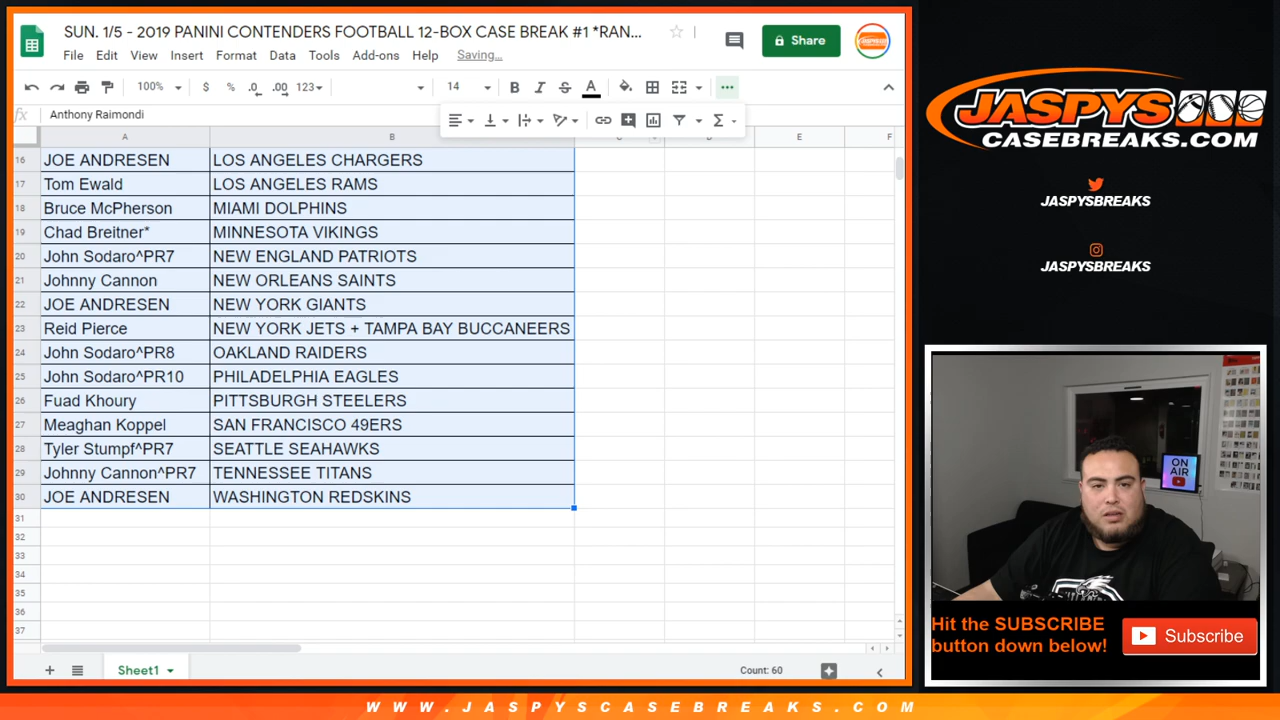 SUN. 1/5 - 2019 PANINI CONTENDERS FOOTBALL 12-BOX CASE BREAK #1 *RAN...
File Edit View Insert Format Data Tools Add-ons Help Saving...
Share
100% $ % .0 .00 123 14 B I S A
fx Anthony Raimondi
A B E F
16 JOE ANDRESEN LOS ANGELES CHARGERS
17 Tom Ewald LOS ANGELES RAMS
18 Bruce McPherson MIAMI DOLPHINS
19 Chad Breitner* MINNESOTA VIKINGS
20 John Sodaro^PR7 NEW ENGLAND PATRIOTS
21 Johnny Cannon NEW ORLEANS SAINTS
22 JOE ANDRESEN NEW YORK GIANTS
23 Reid Pierce NEW YORK JETS + TAMPA BAY BUCCANEERS
24 John Sodaro^PR8 OAKLAND RAIDERS
25 John Sodaro^PR10 PHILADELPHIA EAGLES
26 Fuad Khoury PITTSBURGH STEELERS
27 Meaghan Koppel SAN FRANCISCO 49ERS
28 Tyler Stumpf^PR7 SEATTLE SEAHAWKS
29 Johnny Cannon^PR7 TENNESSEE TITANS
30 JOE ANDRESEN WASHINGTON REDSKINS
31
32
33
34
35
36
37
Sheet1
Count: 60
JASPYS
CASEBREAKS.COM
JASPYSBREAKS
JASPYSBREAKS
ON
AIR
Hit the SUBSCRIBE
button down below!
Subscribe
WWW.JASPYSCASEBREAKS.COM